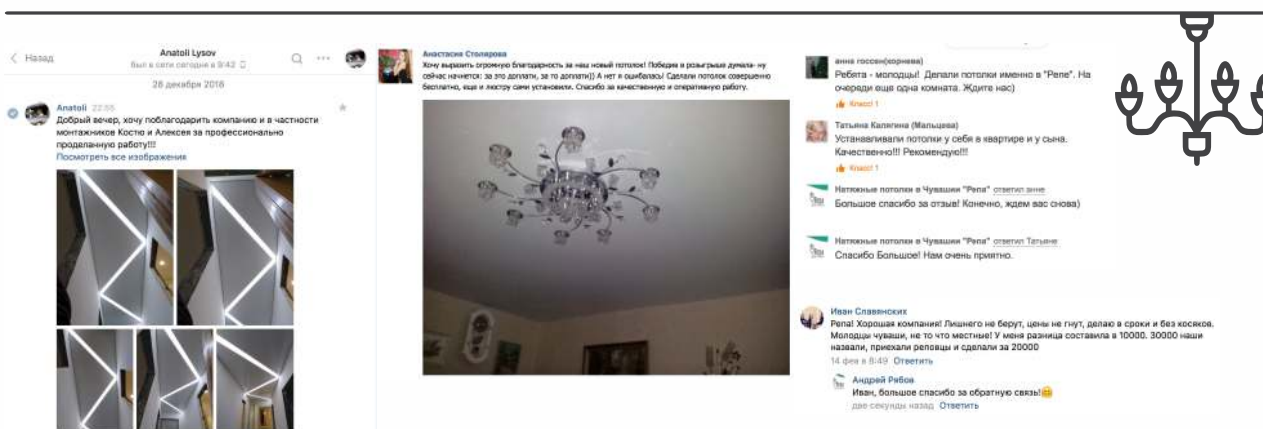 Назад
Anatoli Lysov
был в сети сегодня в 9:42
28 декабря 2016
Anatoli 22:55
Добрый вечер, хочу поблагодарить компанию и в частности
монтажников Костю и Алексея за профессионально
проделанную работу!!!
Посмотреть все изображения
Анастасия Столярова
Хочу выразить огромную благодарность за наш новый потолок! Победив в розыгрыше думала- ну
сейчас начнется: за это доплати, за то доплати)) А нет я ошибалась! Сделали потолок совершенно
бесплатно, еще и люстру сами установили. Спасибо за качественную и оперативную работу.
анна госсен(корнева)
Ребята - молодцы! Делали потолки именно в "Репе". На
очереди еще одна комната. Ждите нас)
Класс! 1
Татьяна Калягина (Мальцева)
Устанавливали потолки у себя в квартире и у сына.
Качественно!!! Рекомендую!!!
Класс! 1
Натяжные потолки в Чувашии "Репа" ответил анне
Большое спасибо за отзыв! Конечно, ждем вас снова)
Натяжные потолки в Чувашии "Репа" ответил Татьяне
Спасибо Большое! Нам очень приятно.
Иван Славянских
Репа! Хорошая компания! Лишнего не берут, цены не гнут, делаю в сроки и без косяков.
Молодцы чуваши, не то что местные! У меня разница составила в 10000. 30000 наши
назвали, приехали реповцы и сделали за 20000
14 фев в 8:49 Ответить
Андрей Рябов
Иван, большое спасибо за обратную связь!
две секунды назад Ответить